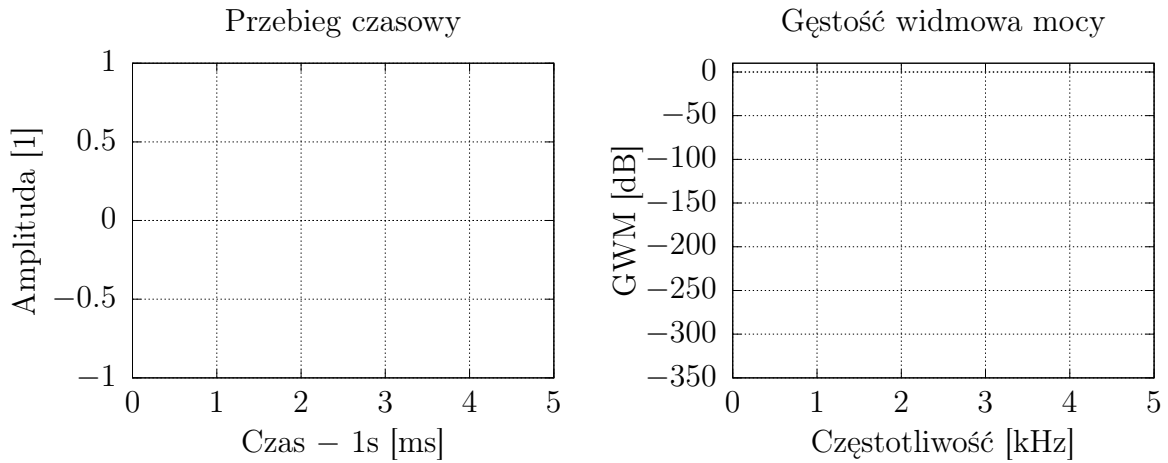 Przebieg czasowy
Amplituda [1]
1
0.5
0
−0.5
−1
0 1 2 3 4 5
Czas − 1s [ms]
Gęstość widmowa mocy
GWM [dB]
0
−50
−100
−150
−200
−250
−300
−350
0 1 2 3 4 5
Częstotliwość [kHz]